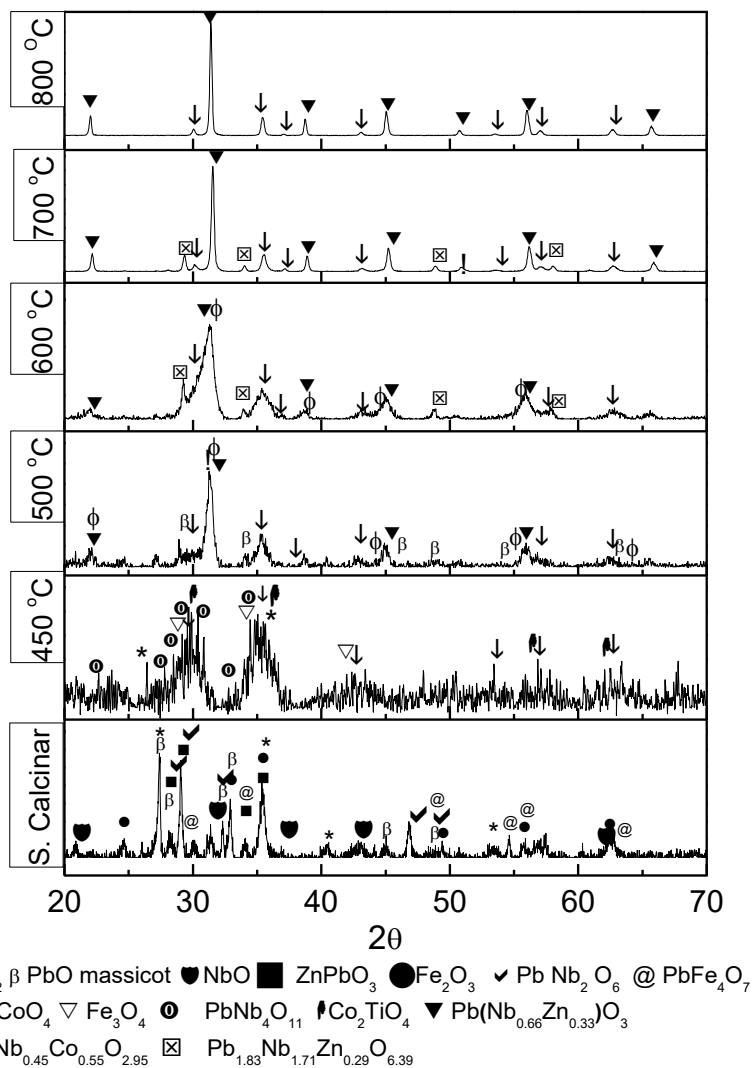 800 °C
700 °C
600 °C
500 °C
450 °C
S. Calcinar
20 30 40 50 60 70
2θ
₂ β PbO massicot NbO ■ ZnPbO₃ ● Fe₂O₃ ✓ Pb Nb₂ O₆ @ PbFe₄O₇
CoO₄ ▽ Fe₃O₄ ⓿ PbNb₄O₁₁ Co₂TiO₄ ▼ Pb(Nb₀.₆₆Zn₀.₃₃)O₃
Nb₀.₄₅Co₀.₅₅O₂.₉₅ ☒ Pb₁.₈₃Nb₁.₇₁Zn₀.₂₉O₆.₃₉